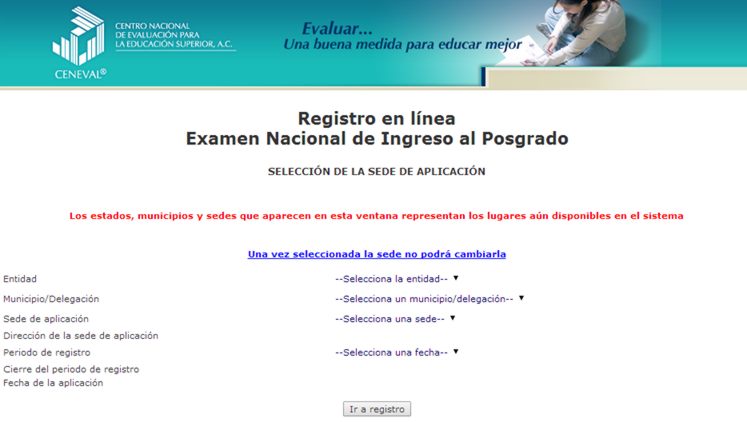 CENTRO NACIONAL
DE EVALUACIÓN PARA
LA EDUCACIÓN SUPERIOR, A.C.
CENEVAL®
Evaluar...
Una buena medida para educar mejor
Registro en línea
Examen Nacional de Ingreso al Posgrado
SELECCIÓN DE LA SEDE DE APLICACIÓN
Los estados, municipios y sedes que aparecen en esta ventana representan los lugares aún disponibles en el sistema
Una vez seleccionada la sede no podrá cambiarla
Entidad --Selecciona la entidad-- ▼
Municipio/Delegación --Selecciona un municipio/delegación-- ▼
Sede de aplicación --Selecciona una sede-- ▼
Dirección de la sede de aplicación
Periodo de registro --Selecciona una fecha-- ▼
Cierre del periodo de registro
Fecha de la aplicación
Ir a registro